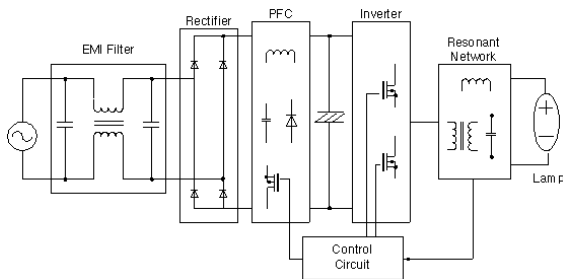 EMI Filter
Rectifier
PFC
Inverter
Resonant
Network
Lamp
Control
Circuit